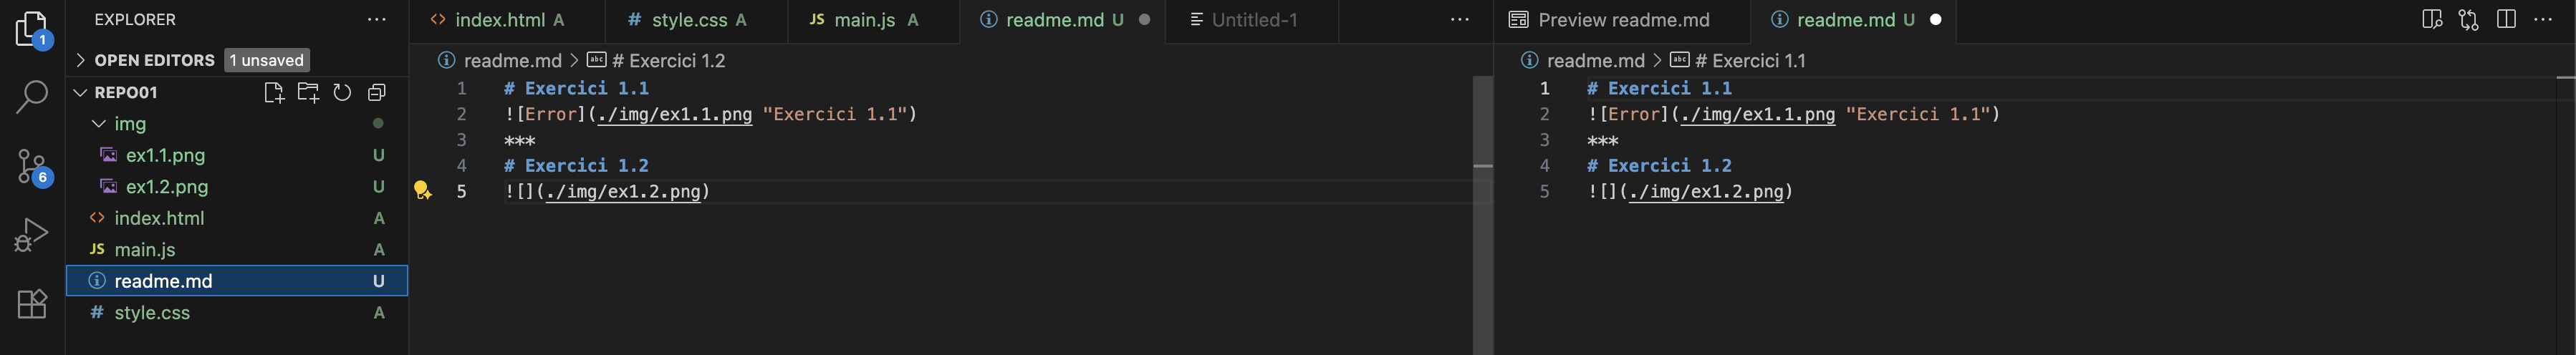 EXPLORER ...
OPEN EDITORS 1 unsaved
REPO01
img
ex1.1.png U
ex1.2.png U
index.html A
JS main.js A
readme.md U
# style.css A
1
6
index.html A # style.css A JS main.js A readme.md U Untitled-1 ...
readme.md > abc # Exercici 1.2
1 # Exercici 1.1
2 ![Error](./img/ex1.1.png "Exercici 1.1")
3 ***
4 # Exercici 1.2
5 ![](./img/ex1.2.png)
Preview readme.md readme.md U ...
readme.md > abc # Exercici 1.1
1 # Exercici 1.1
2 ![Error](./img/ex1.1.png "Exercici 1.1")
3 ***
4 # Exercici 1.2
5 ![](./img/ex1.2.png)